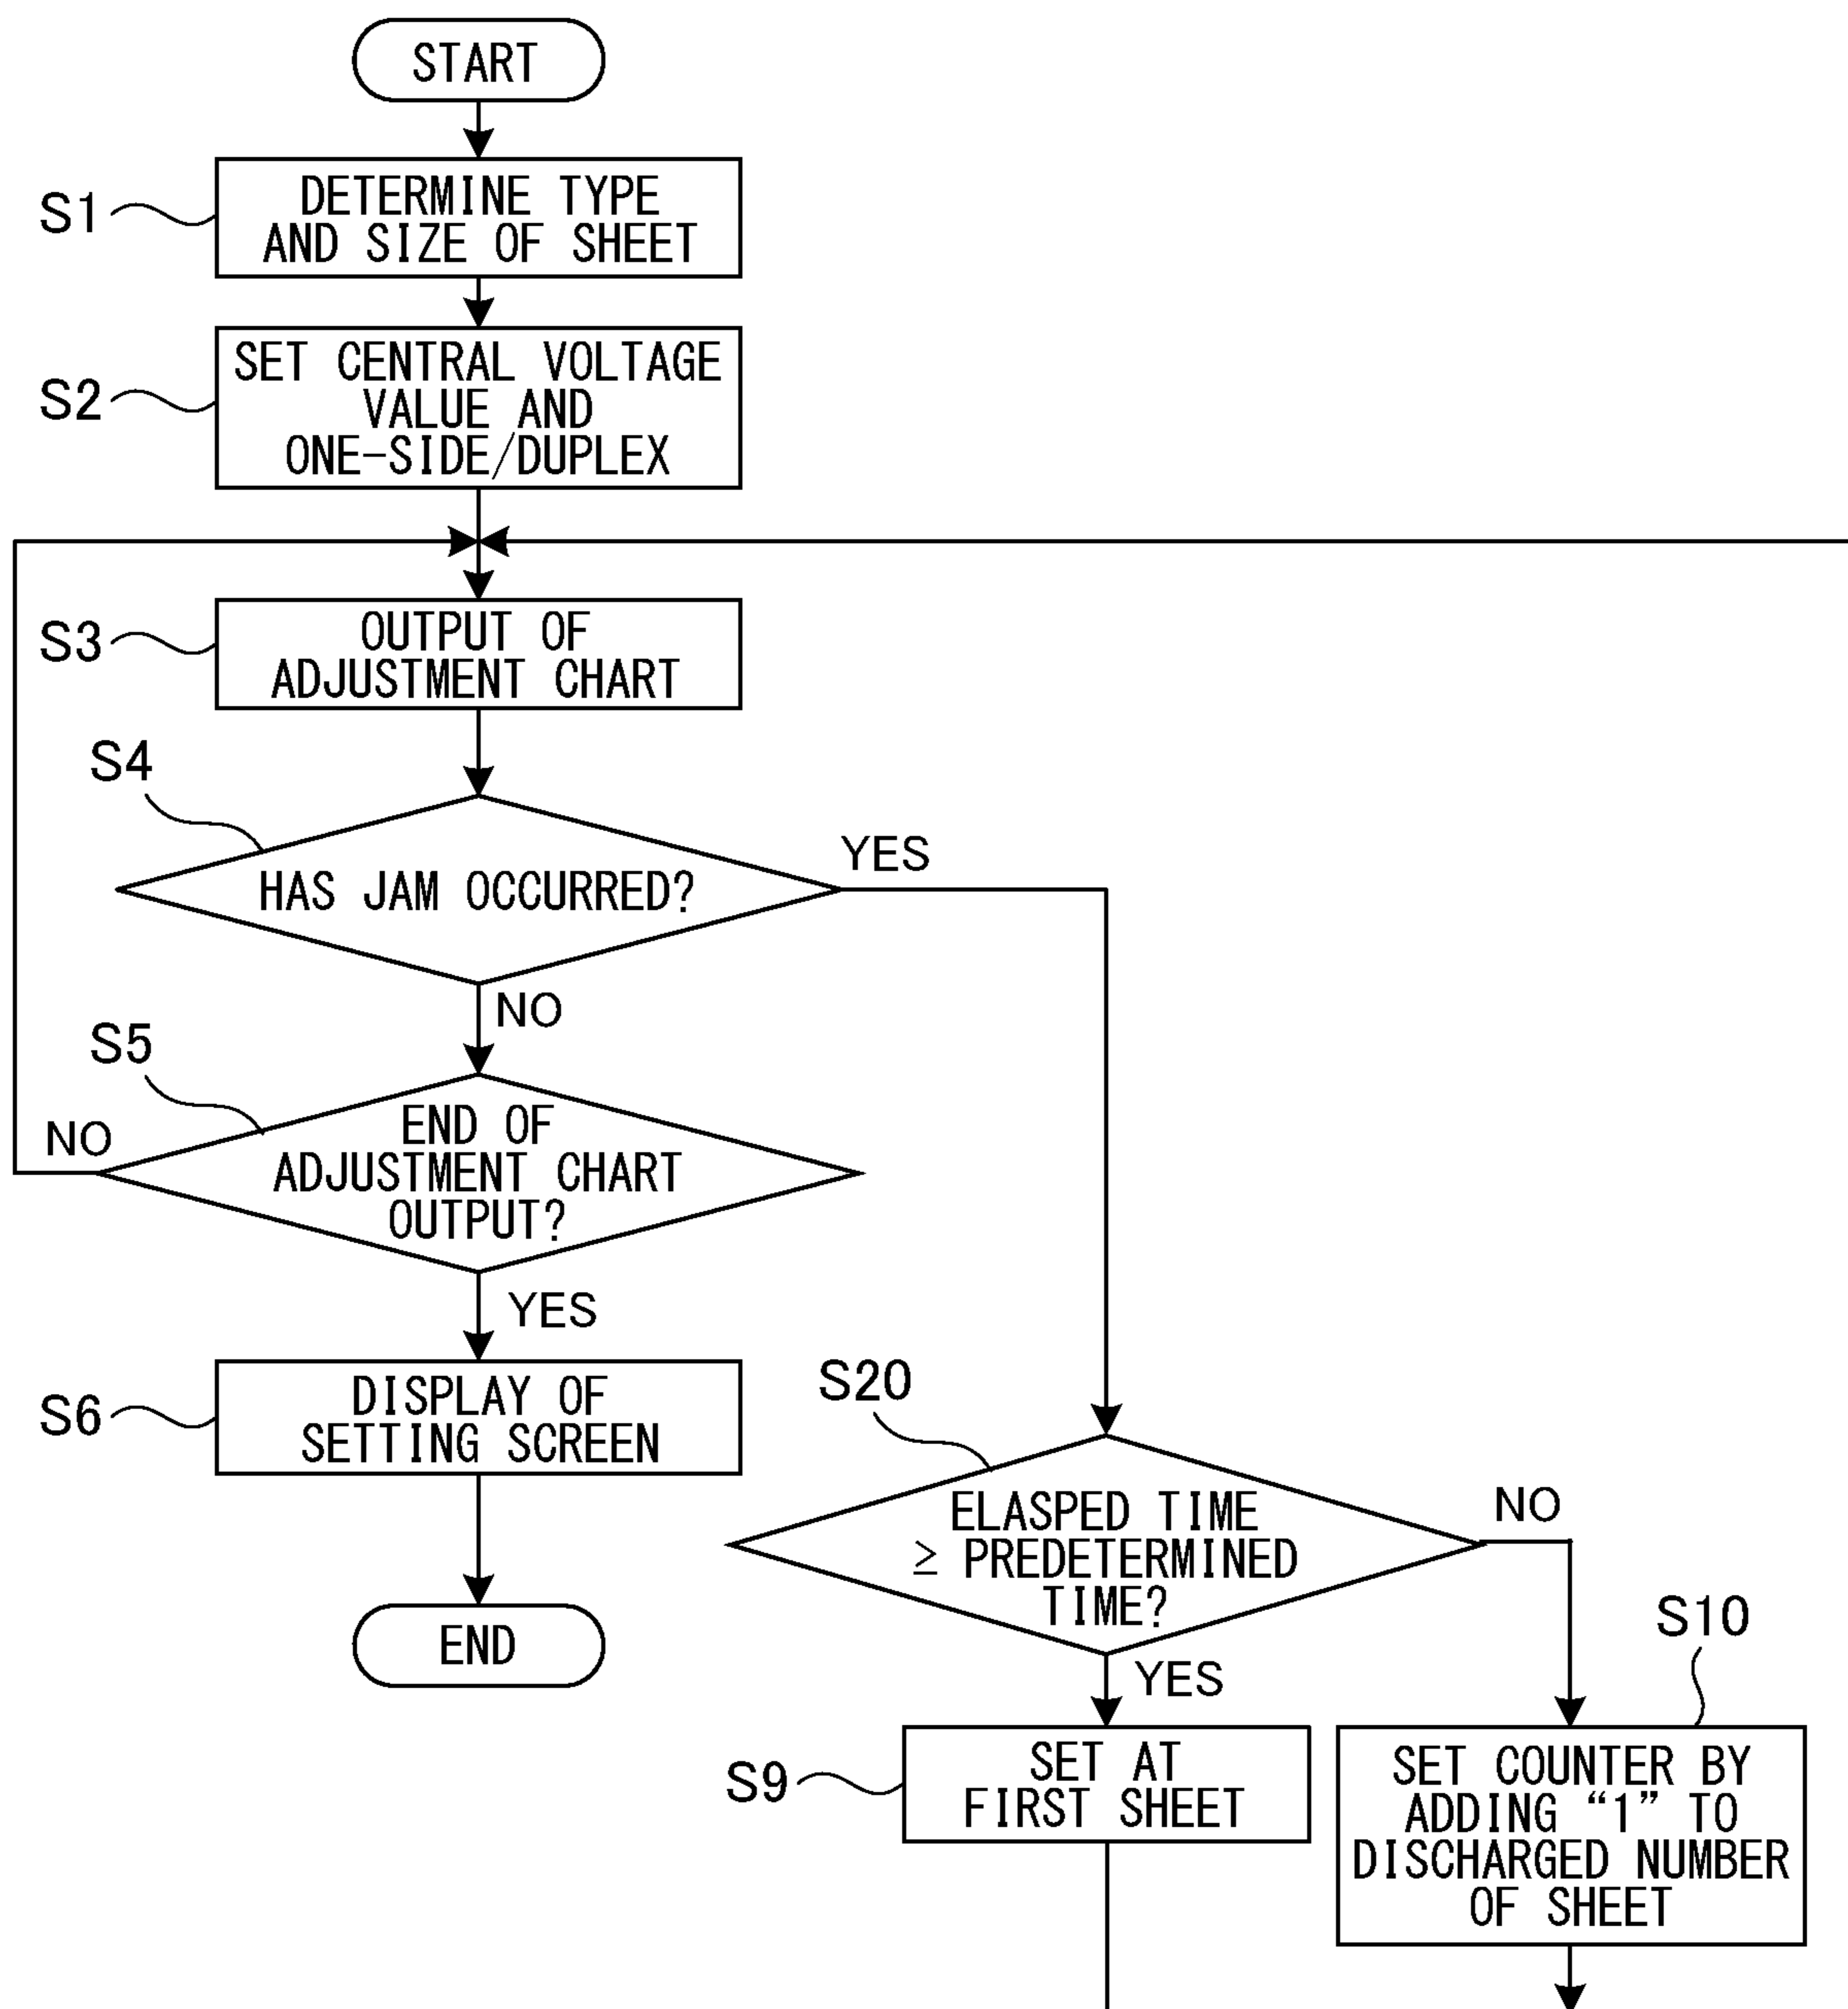 START
S1
DETERMINE TYPE
AND SIZE OF SHEET
S2
SET CENTRAL VOLTAGE
VALUE AND
ONE-SIDE/DUPLEX
S3
OUTPUT OF
ADJUSTMENT CHART
S4
HAS JAM OCCURRED?
YES
NO
S5
NO
END OF
ADJUSTMENT CHART
OUTPUT?
YES
S6
DISPLAY OF
SETTING SCREEN
END
S20
ELASPED TIME
≥ PREDETERMINED
TIME?
NO
YES
S9
SET AT
FIRST SHEET
S10
SET COUNTER BY
ADDING “1” TO
DISCHARGED NUMBER
OF SHEET